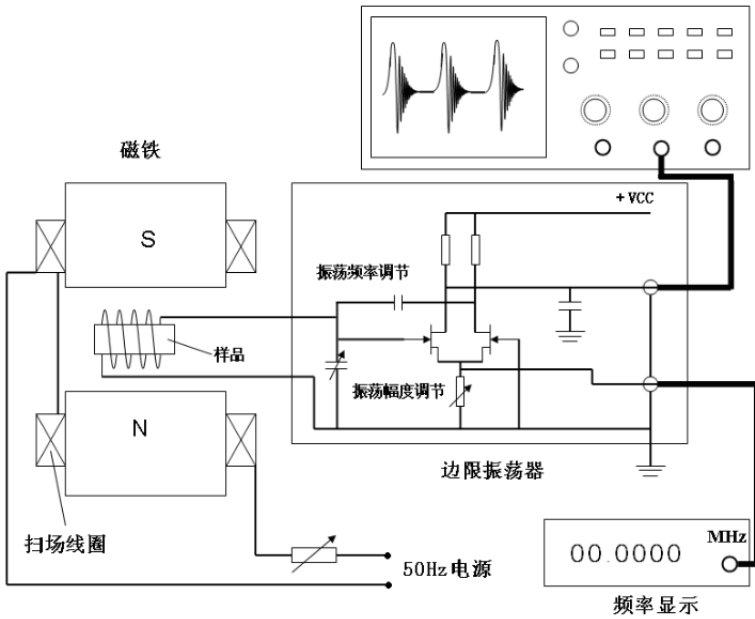 磁铁
S
+VCC
振荡频率调节
样品
振荡幅度调节
N
边限振荡器
扫场线圈
50Hz电源
00.0000
MHz
频率显示